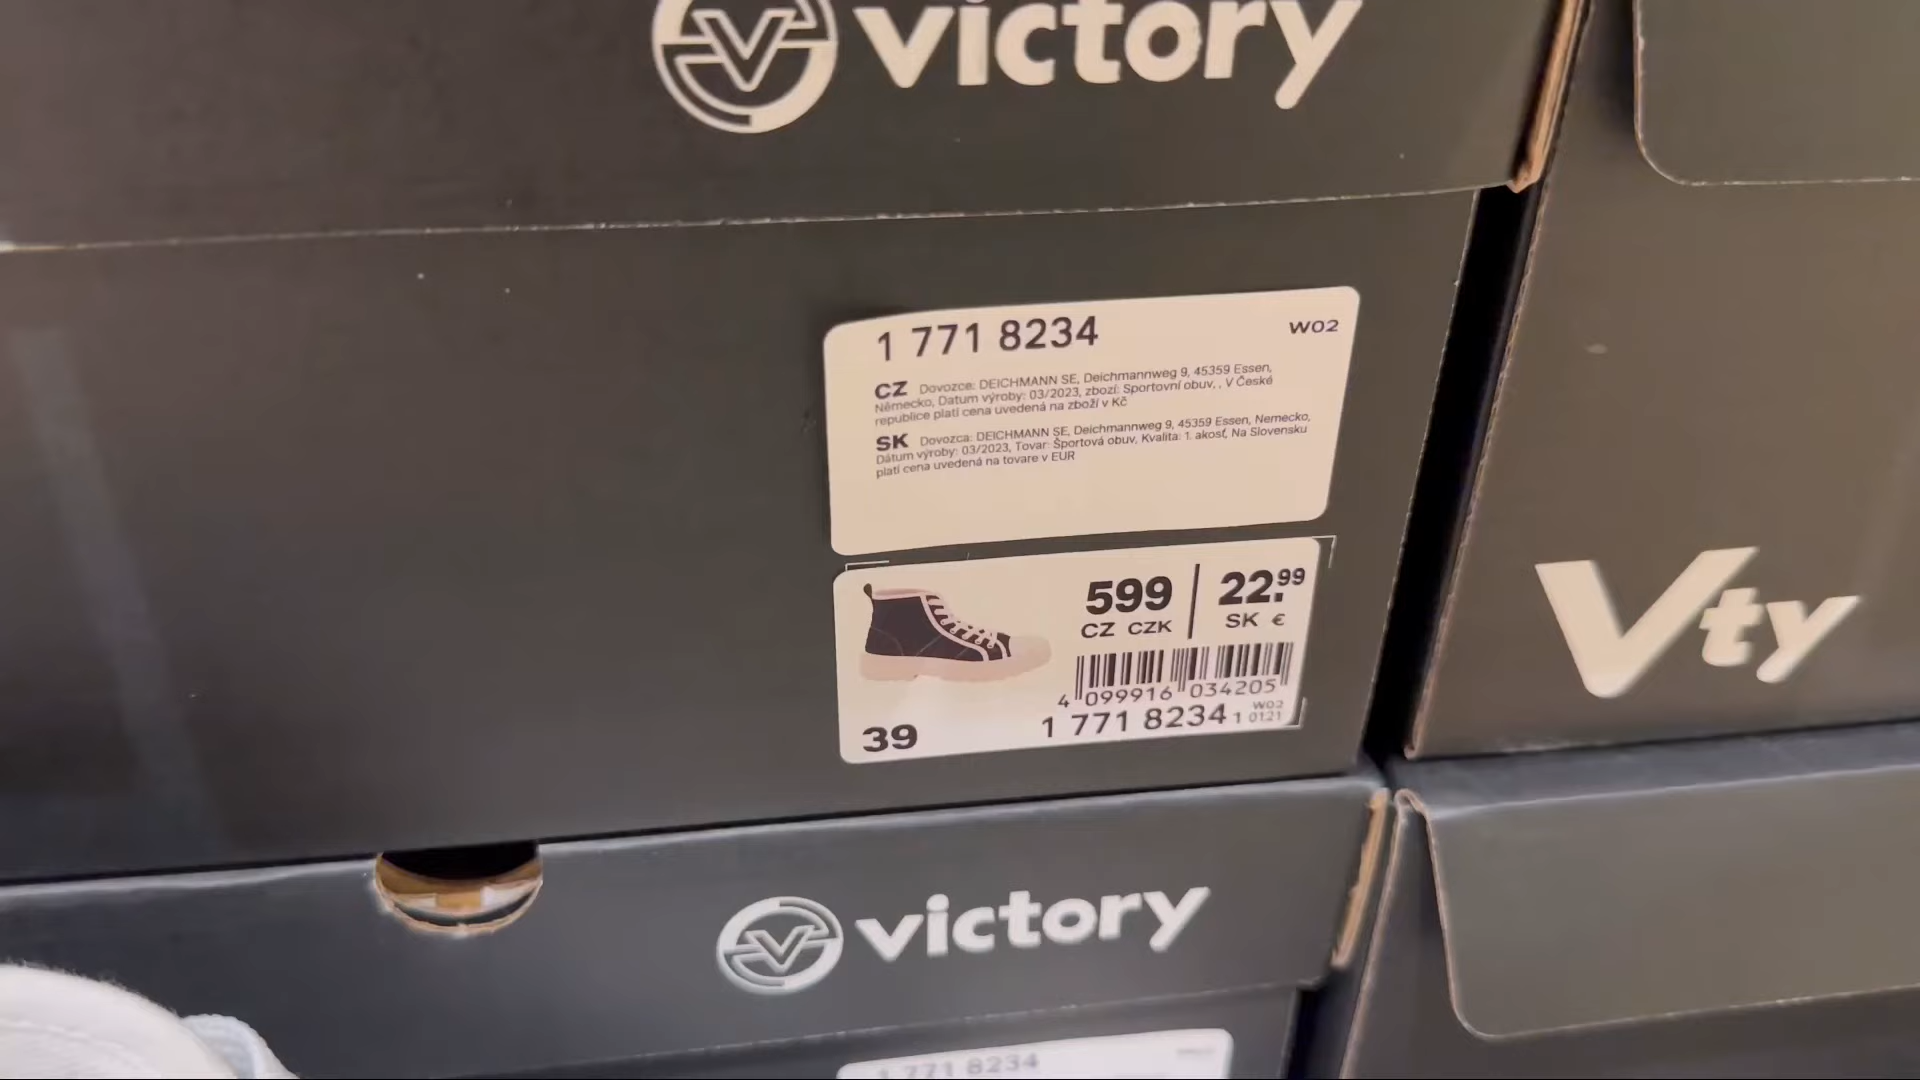 victory
1 771 8234
W02
CZ Dovozce: DEICHMANN SE, Deichmannweg 9, 45359 Essen,
Německo, Datum výroby: 03/2023, zboží: Sportovní obuv, , V České
republice platí cena uvedená na zboží v Kč
SK Dovozca: DEICHMANN SE, Deichmannweg 9, 45359 Essen, Nemecko,
Dátum výroby: 03/2023, Tovar: Športová obuv, Kvalita: 1. akosť, Na Slovensku
platí cena uvedená na tovare v EUR
599
CZ CZK
22.99
SK €
4 099916 034205
W02
1 771 8234 1 0121
39
Vty
victory
1 771 8234